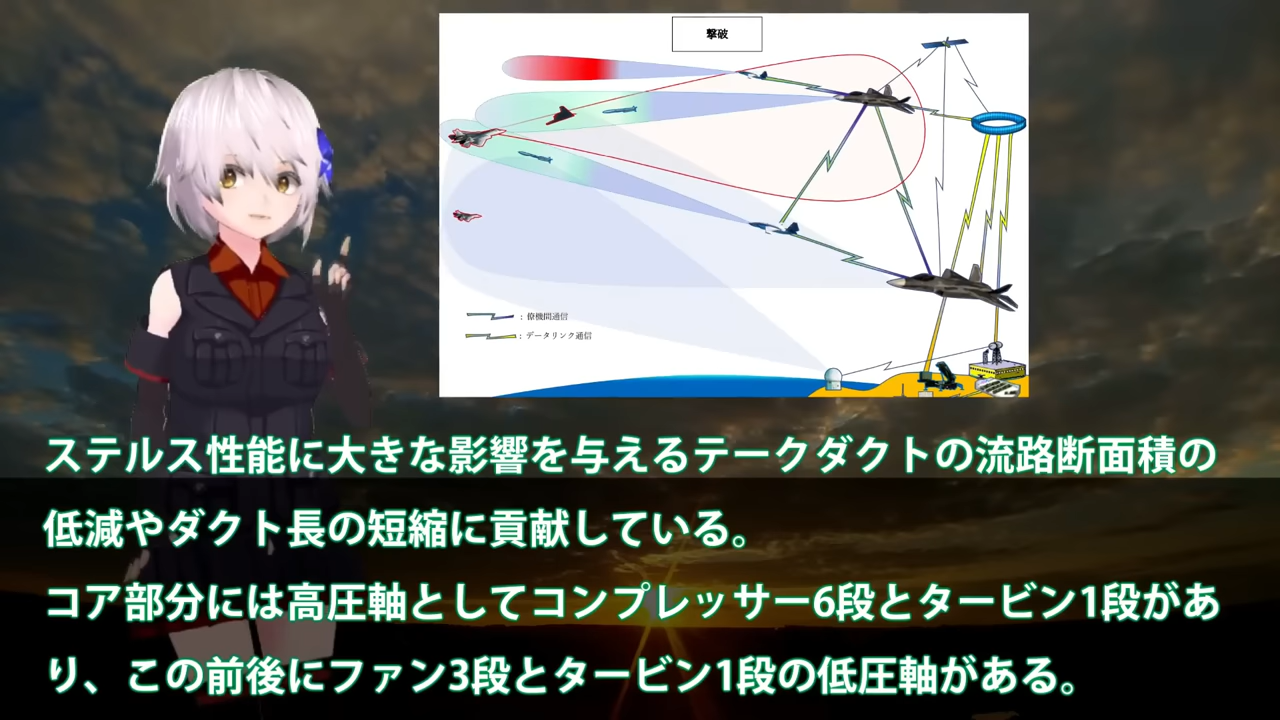 撃破
：僚機間通信
：データリンク通信
ステルス性能に大きな影響を与えるテークダクトの流路断面積の
低減やダクト長の短縮に貢献している。
コア部分には高圧軸としてコンプレッサー6段とタービン1段があ
り、この前後にファン3段とタービン1段の低圧軸がある。